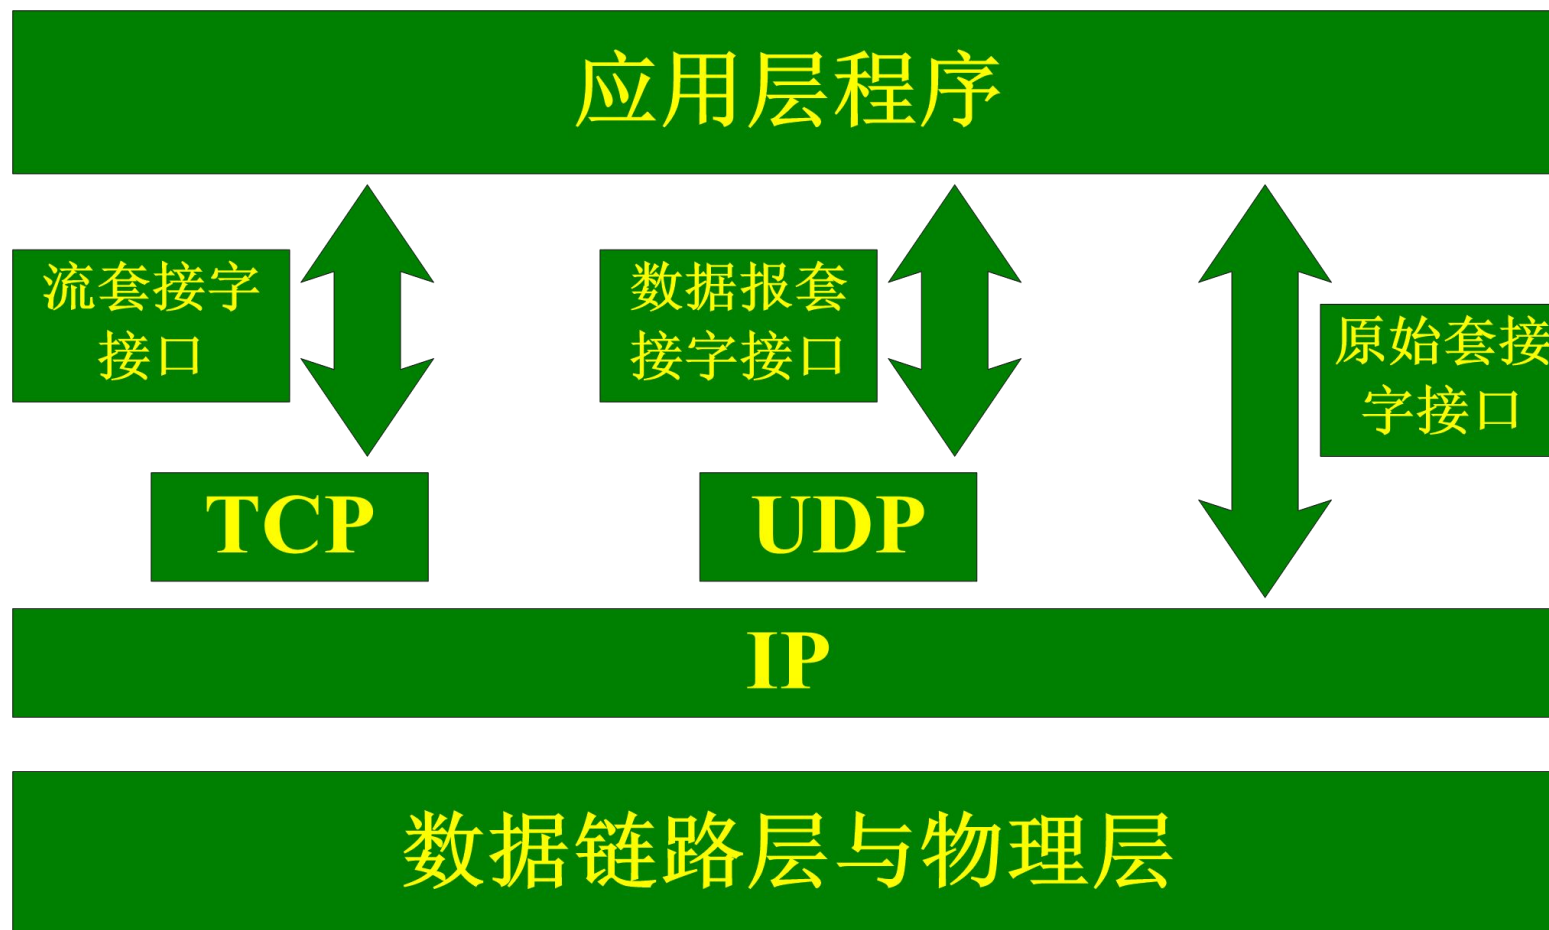 应用层程序
流套接字
接口
数据报套
接字接口
原始套接
字接口
TCP
UDP
IP
数据链路层与物理层